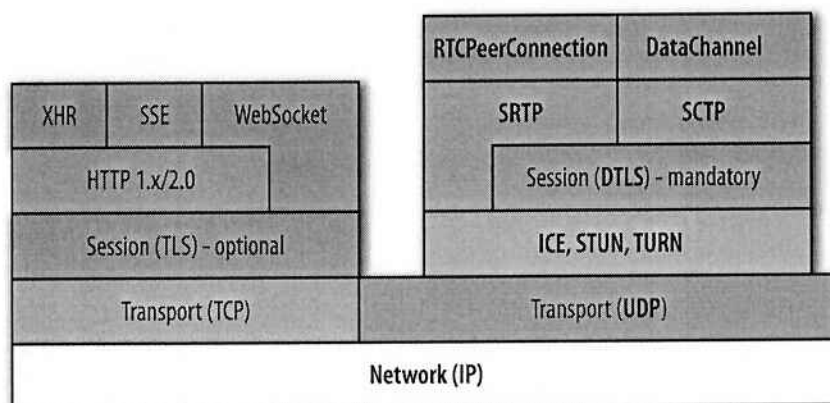 RTCPeerConnection
DataChannel
XHR
SSE
WebSocket
SRTP
SCTP
HTTP 1.x/2.0
Session (DTLS) - mandatory
Session (TLS) - optional
ICE, STUN, TURN
Transport (TCP)
Transport (UDP)
Network (IP)